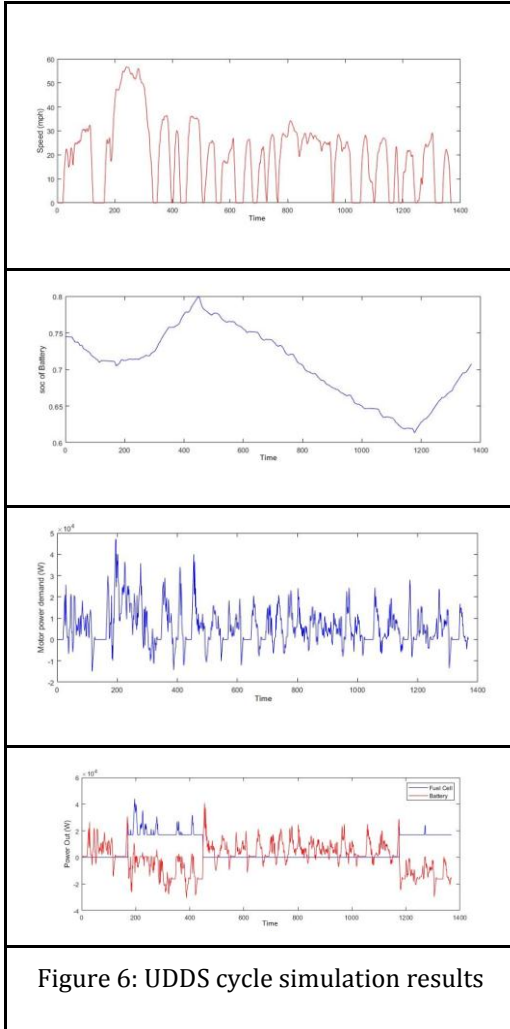 60
50
40
30
20
10
0
Speed (mph)
0 200 400 600 800 1000 1200 1400
Time
0.8
0.75
0.7
0.65
0.6
soc of Battery
0 200 400 600 800 1000 1200 1400
Time
5
4
3
2
1
0
-1
-2
Motor power demand (W)
0 200 400 600 800 1000 1200 1400
Time
6
4
2
0
-2
-4
Power Out (W)
Fuel Cell
Battery
0 200 400 600 800 1000 1200 1400
Time
Figure 6: UDDS cycle simulation results